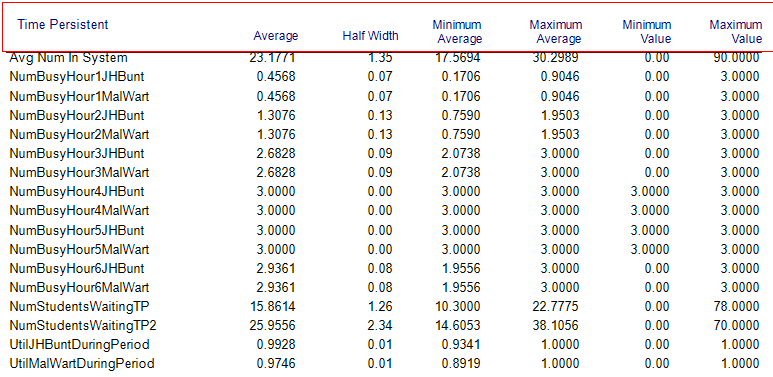 Time Persistent Average Half Width Minimum Average Maximum Average Minimum Value Maximum Value
Avg Num In System 23.1771 1.35 17.5694 30.2989 0.00 90.0000
NumBusyHour1JHBunt 0.4568 0.07 0.1706 0.9046 0.00 3.0000
NumBusyHour1MalWart 0.4568 0.07 0.1706 0.9046 0.00 3.0000
NumBusyHour2JHBunt 1.3076 0.13 0.7590 1.9503 0.00 3.0000
NumBusyHour2MalWart 1.3076 0.13 0.7590 1.9503 0.00 3.0000
NumBusyHour3JHBunt 2.6828 0.09 2.0738 3.0000 0.00 3.0000
NumBusyHour3MalWart 2.6828 0.09 2.0738 3.0000 0.00 3.0000
NumBusyHour4JHBunt 3.0000 0.00 3.0000 3.0000 3.0000 3.0000
NumBusyHour4MalWart 3.0000 0.00 3.0000 3.0000 3.0000 3.0000
NumBusyHour5JHBunt 3.0000 0.00 3.0000 3.0000 3.0000 3.0000
NumBusyHour5MalWart 3.0000 0.00 3.0000 3.0000 3.0000 3.0000
NumBusyHour6JHBunt 2.9361 0.08 1.9556 3.0000 0.00 3.0000
NumBusyHour6MalWart 2.9361 0.08 1.9556 3.0000 0.00 3.0000
NumStudentsWaitingTP 15.8614 1.26 10.3000 22.7775 0.00 78.0000
NumStudentsWaitingTP2 25.9556 2.34 14.6053 38.1056 0.00 70.0000
UtilJHBuntDuringPeriod 0.9928 0.01 0.9341 1.0000 0.00 1.0000
UtilMalWartDuringPeriod 0.9746 0.01 0.8919 1.0000 0.00 1.0000